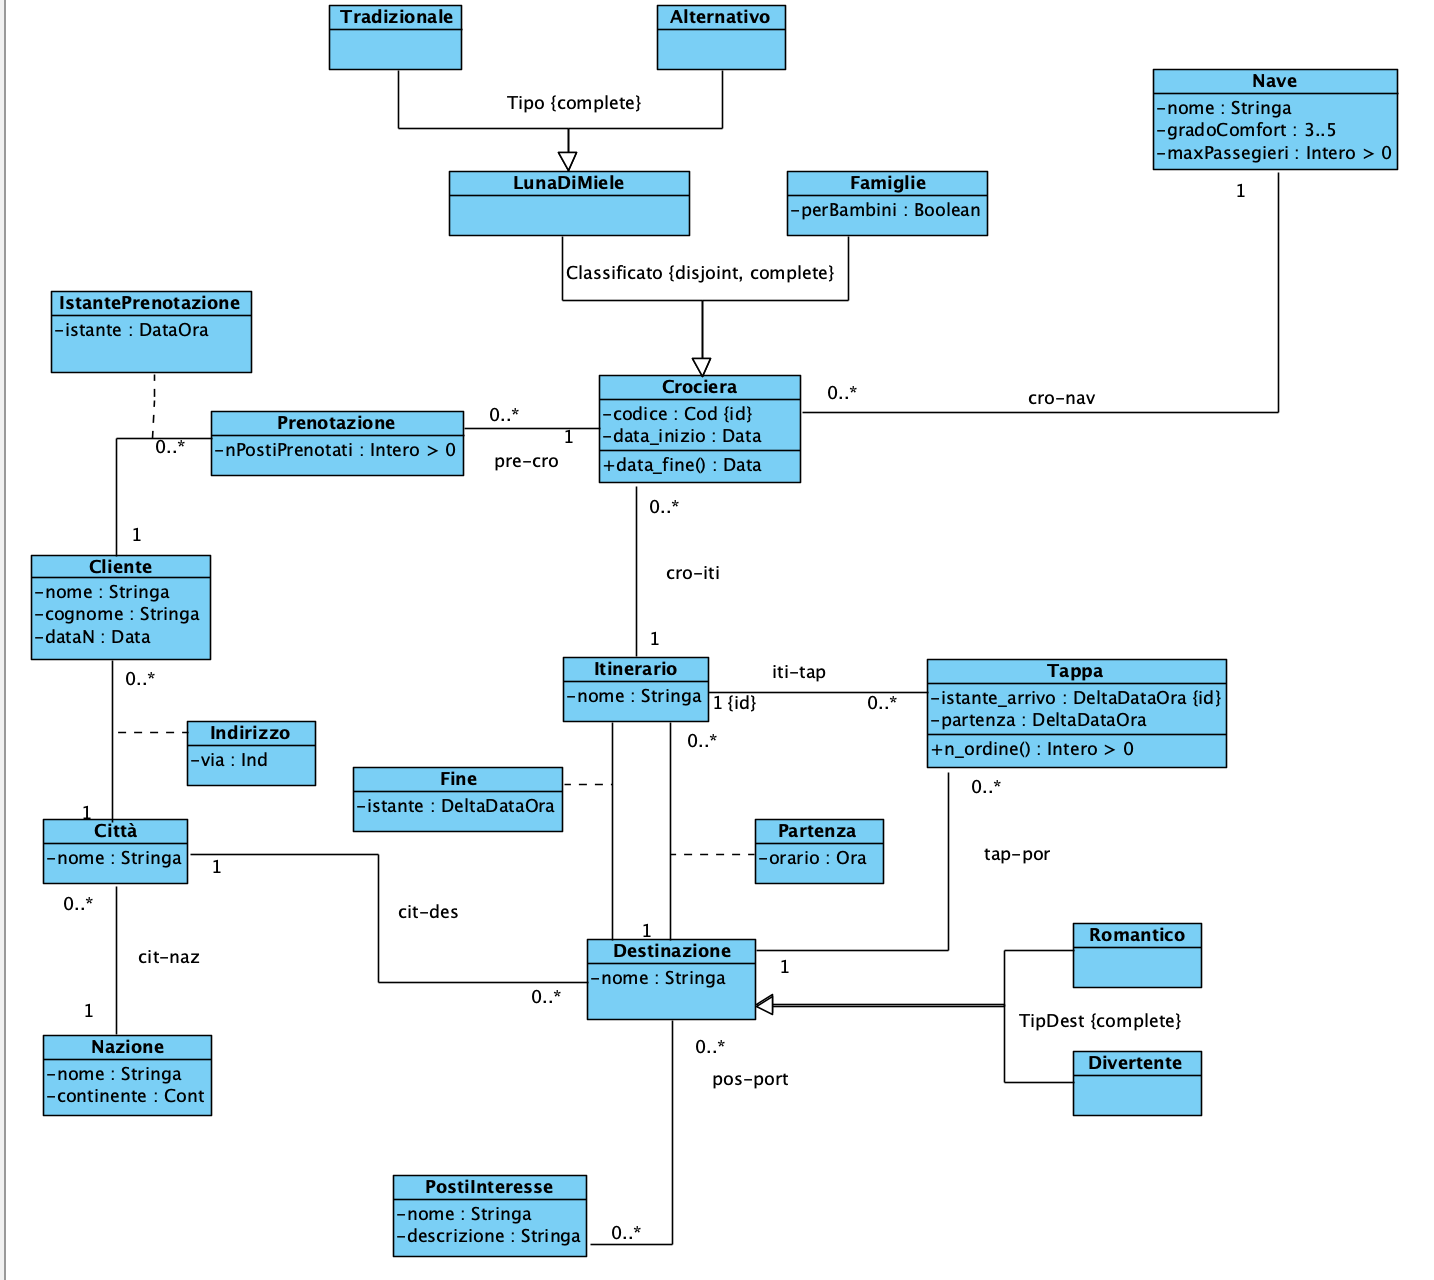 Tradizionale
Alternativo
Tipo {complete}
Nave
-nome : Stringa
-gradoComfort : 3..5
-maxPassegieri : Intero > 0
1
LunaDiMiele
Famiglie
-perBambini : Boolean
Classificato {disjoint, complete}
IstantePrenotazione
-istante : DataOra
Crociera
-codice : Cod {id}
-data_inizio : Data
+data_fine() : Data
0..*
cro-nav
Prenotazione
-nPostiPrenotati : Intero > 0
0..*
0..*
1
pre-cro
0..*
1
Cliente
-nome : Stringa
-cognome : Stringa
-dataN : Data
cro-iti
1
0..*
Itinerario
-nome : Stringa
iti-tap
1 {id}
0..*
Tappa
-istante_arrivo : DeltaDataOra {id}
-partenza : DeltaDataOra
+n_ordine() : Intero > 0
Indirizzo
-via : Ind
0..*
0..*
Fine
-istante : DeltaDataOra
1
Città
-nome : Stringa
1
Partenza
-orario : Ora
tap-por
0..*
cit-des
1
Destinazione
-nome : Stringa
1
0..*
cit-naz
1
Romantico
TipDest {complete}
Divertente
Nazione
-nome : Stringa
-continente : Cont
0..*
pos-port
PostiInteresse
-nome : Stringa
-descrizione : Stringa
0..*